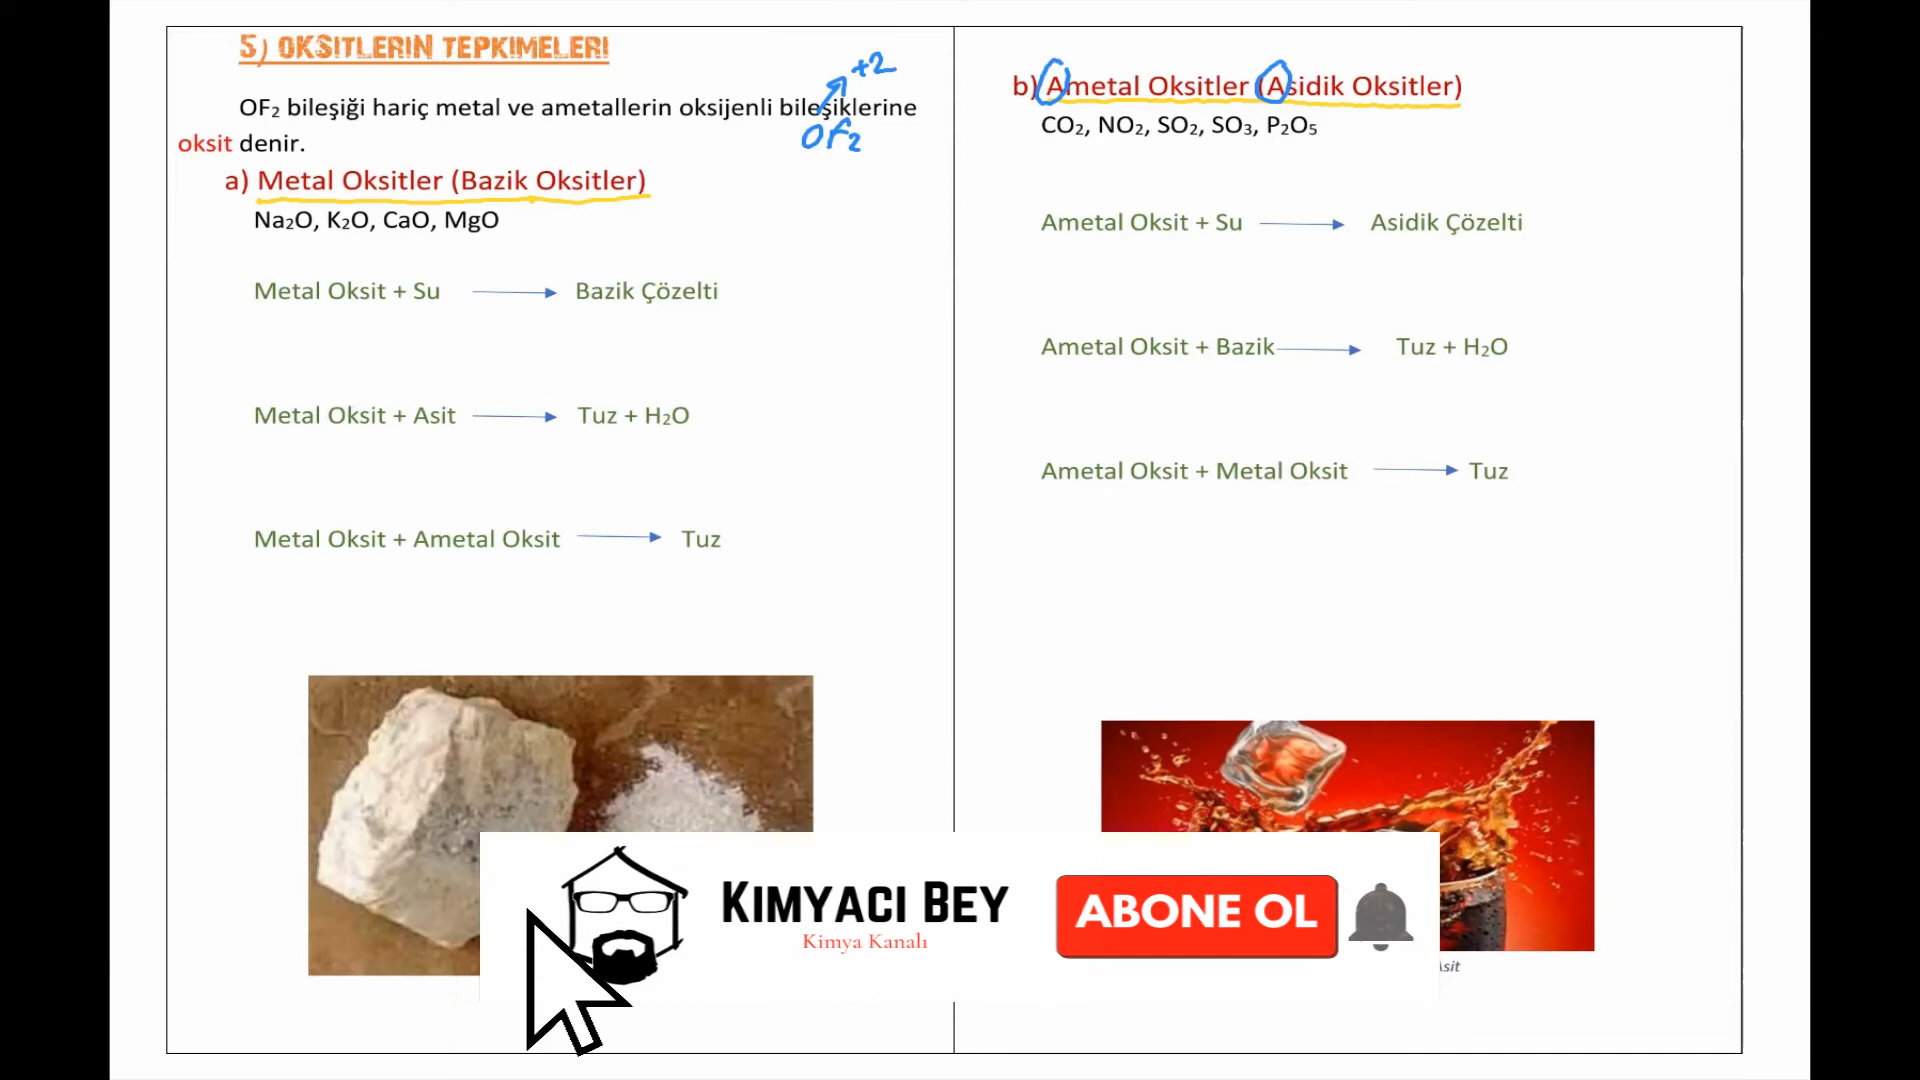 5) OKSİTLERİN TEPKİMELERİ
OF₂ bileşiği hariç metal ve ametallerin oksijenli bileşiklerine
oksit denir.
+2
OF₂
a) Metal Oksitler (Bazik Oksitler)
Na₂O, K₂O, CaO, MgO
Metal Oksit + Su → Bazik Çözelti
Metal Oksit + Asit → Tuz + H₂O
Metal Oksit + Ametal Oksit → Tuz
b) Ametal Oksitler (Asidik Oksitler)
CO₂, NO₂, SO₂, SO₃, P₂O₅
Ametal Oksit + Su → Asidik Çözelti
Ametal Oksit + Bazik → Tuz + H₂O
Ametal Oksit + Metal Oksit → Tuz
KIMYACI BEY
Kimya Kanalı
ABONE OL